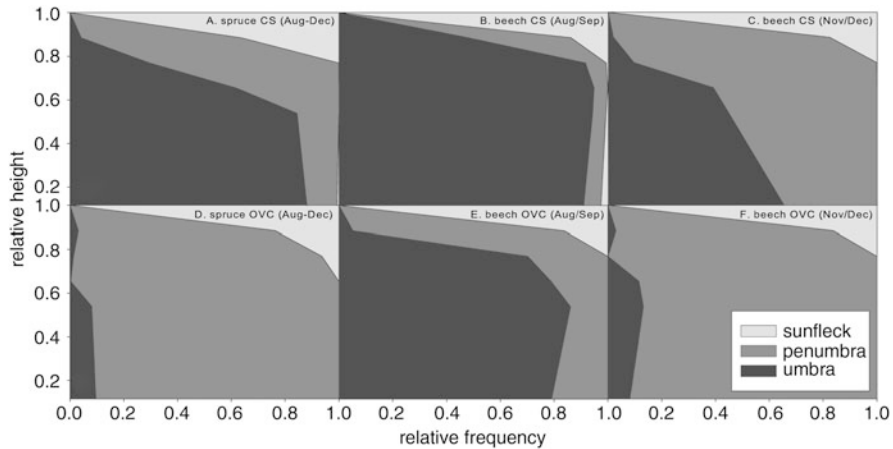 A. spruce CS (Aug-Dec)
B. beech CS (Aug/Sep)
C. beech CS (Nov/Dec)
1.0
0.8
0.6
0.4
0.2
D. spruce OVC (Aug-Dec)
E. beech OVC (Aug/Sep)
F. beech OVC (Nov/Dec)
1.0
0.8
0.6
0.4
0.2
relative height
sunfleck
penumbra
umbra
0.0 0.2 0.4 0.6 0.8 1.0 0.2 0.4 0.6 0.8 1.0 0.2 0.4 0.6 0.8 1.0
relative frequency